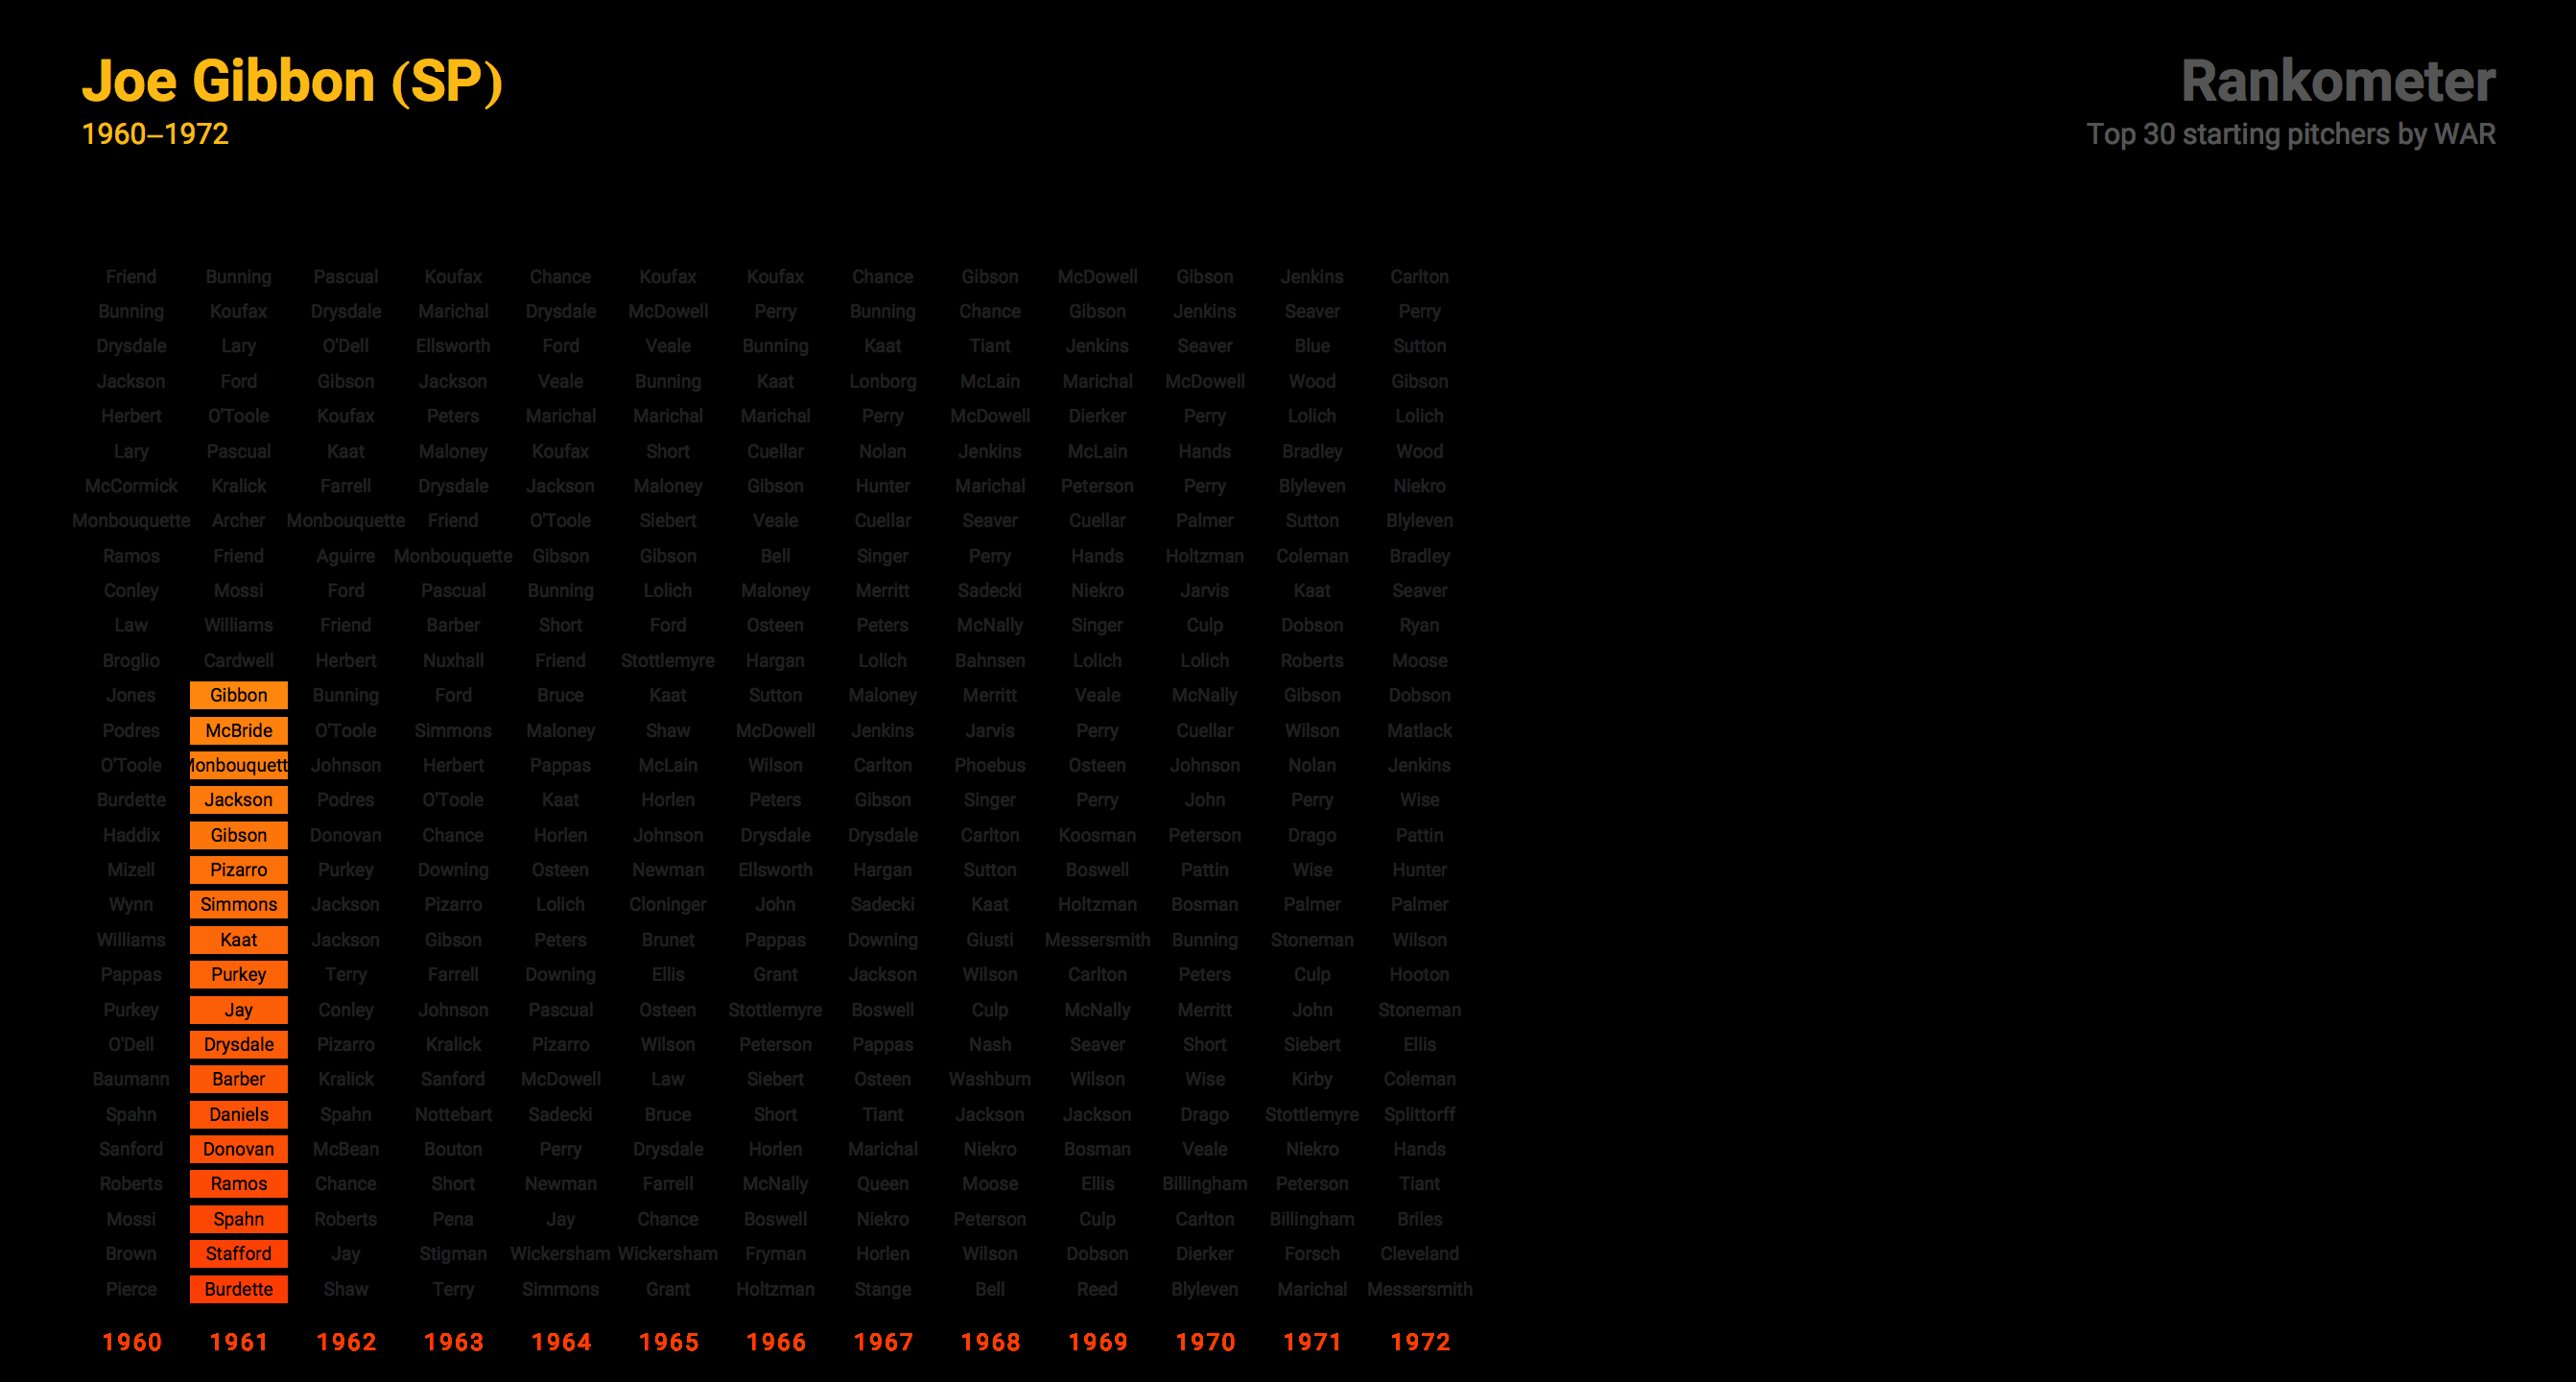 Joe Gibbon (SP)
1960–1972
Rankometer
Top 30 starting pitchers by WAR
Friend Bunning Pascual Koufax Chance Koufax Koufax Chance Gibson McDowell Gibson Jenkins Carlton
Bunning Koufax Drysdale Marichal Drysdale McDowell Perry Bunning Chance Gibson Jenkins Seaver Perry
Drysdale Lary O'Dell Ellsworth Ford Veale Bunning Kaat Tiant Jenkins Seaver Blue Sutton
Jackson Ford Gibson Jackson Veale Bunning Kaat Lonborg McLain Marichal McDowell Wood Gibson
Herbert O'Toole Koufax Peters Marichal Marichal Marichal Perry McDowell Dierker Perry Lolich Lolich
Lary Pascual Kaat Maloney Koufax Short Cuellar Nolan Jenkins McLain Hands Bradley Wood
McCormick Kralick Farrell Drysdale Jackson Maloney Gibson Hunter Marichal Peterson Perry Blyleven Niekro
Monbouquette Archer Monbouquette Friend O'Toole Siebert Veale Cuellar Seaver Cuellar Palmer Sutton Blyleven
Ramos Friend Aguirre Monbouquette Gibson Gibson Bell Singer Perry Hands Holtzman Coleman Bradley
Conley Mossi Ford Pascual Bunning Lolich Maloney Merritt Sadecki Niekro Jarvis Kaat Seaver
Law Williams Friend Barber Short Ford Osteen Peters McNally Singer Culp Dobson Ryan
Broglio Cardwell Herbert Nuxhall Friend Stottlemyre Hargan Lolich Bahnsen Lolich Lolich Roberts Moose
Jones Gibbon Bunning Ford Bruce Kaat Sutton Maloney Merritt Veale McNally Gibson Dobson
Podres McBride O'Toole Simmons Maloney Shaw McDowell Jenkins Jarvis Perry Cuellar Wilson Matlack
O'Toole Monbouquett Johnson Herbert Pappas McLain Wilson Carlton Phoebus Osteen Johnson Nolan Jenkins
Burdette Jackson Podres O'Toole Kaat Horlen Peters Gibson Singer Perry John Perry Wise
Haddix Gibson Donovan Chance Horlen Johnson Drysdale Drysdale Carlton Koosman Peterson Drago Pattin
Mizell Pizarro Purkey Downing Osteen Newman Ellsworth Hargan Sutton Boswell Pattin Wise Hunter
Wynn Simmons Jackson Pizarro Lolich Cloninger John Sadecki Kaat Holtzman Bosman Palmer Palmer
Williams Kaat Jackson Gibson Peters Brunet Pappas Downing Giusti Messersmith Bunning Stoneman Wilson
Pappas Purkey Terry Farrell Downing Ellis Grant Jackson Wilson Carlton Peters Culp Hooton
Purkey Jay Conley Johnson Pascual Osteen Stottlemyre Boswell Culp McNally Merritt John Stoneman
O'Dell Drysdale Pizarro Kralick Pizarro Wilson Peterson Pappas Nash Seaver Short Siebert Ellis
Baumann Barber Kralick Sanford McDowell Law Siebert Osteen Washburn Wilson Wise Kirby Coleman
Spahn Daniels Spahn Nottebart Sadecki Bruce Short Tiant Jackson Jackson Drago Stottlemyre Splittorff
Sanford Donovan McBean Bouton Perry Drysdale Horlen Marichal Niekro Bosman Veale Niekro Hands
Roberts Ramos Chance Short Newman Farrell McNally Queen Moose Ellis Billingham Peterson Tiant
Mossi Spahn Roberts Pena Jay Chance Boswell Niekro Peterson Culp Carlton Billingham Briles
Brown Stafford Jay Stigman Wickersham Wickersham Fryman Horlen Wilson Dobson Dierker Forsch Cleveland
Pierce Burdette Shaw Terry Simmons Grant Holtzman Stange Bell Reed Blyleven Marichal Messersmith
1960 1961 1962 1963 1964 1965 1966 1967 1968 1969 1970 1971 1972